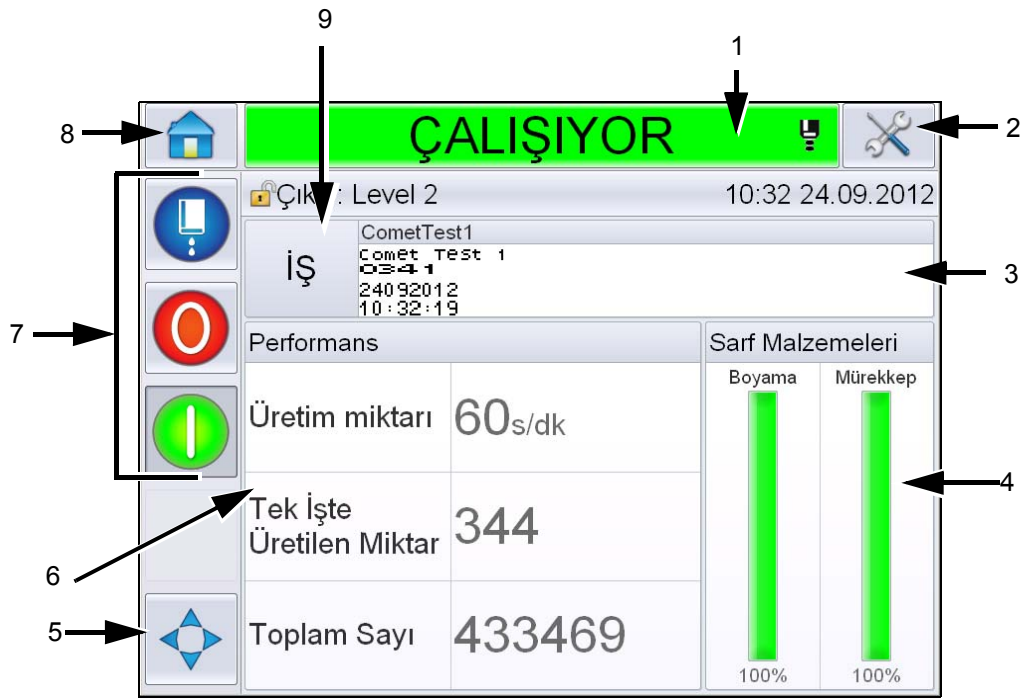 9
1
8
ÇALIŞIYOR
2
Çıkış: Level 2
10:32 24.09.2012
İŞ
CometTest1
Comet Test 1
0341
24092012
10:32:19
3
7
Performans
Sarf Malzemeleri
Boyama
Mürekkep
Üretim miktarı
60s/dk
4
Tek İşte
Üretilen Miktar
344
6
5
Toplam Sayı
433469
100%
100%